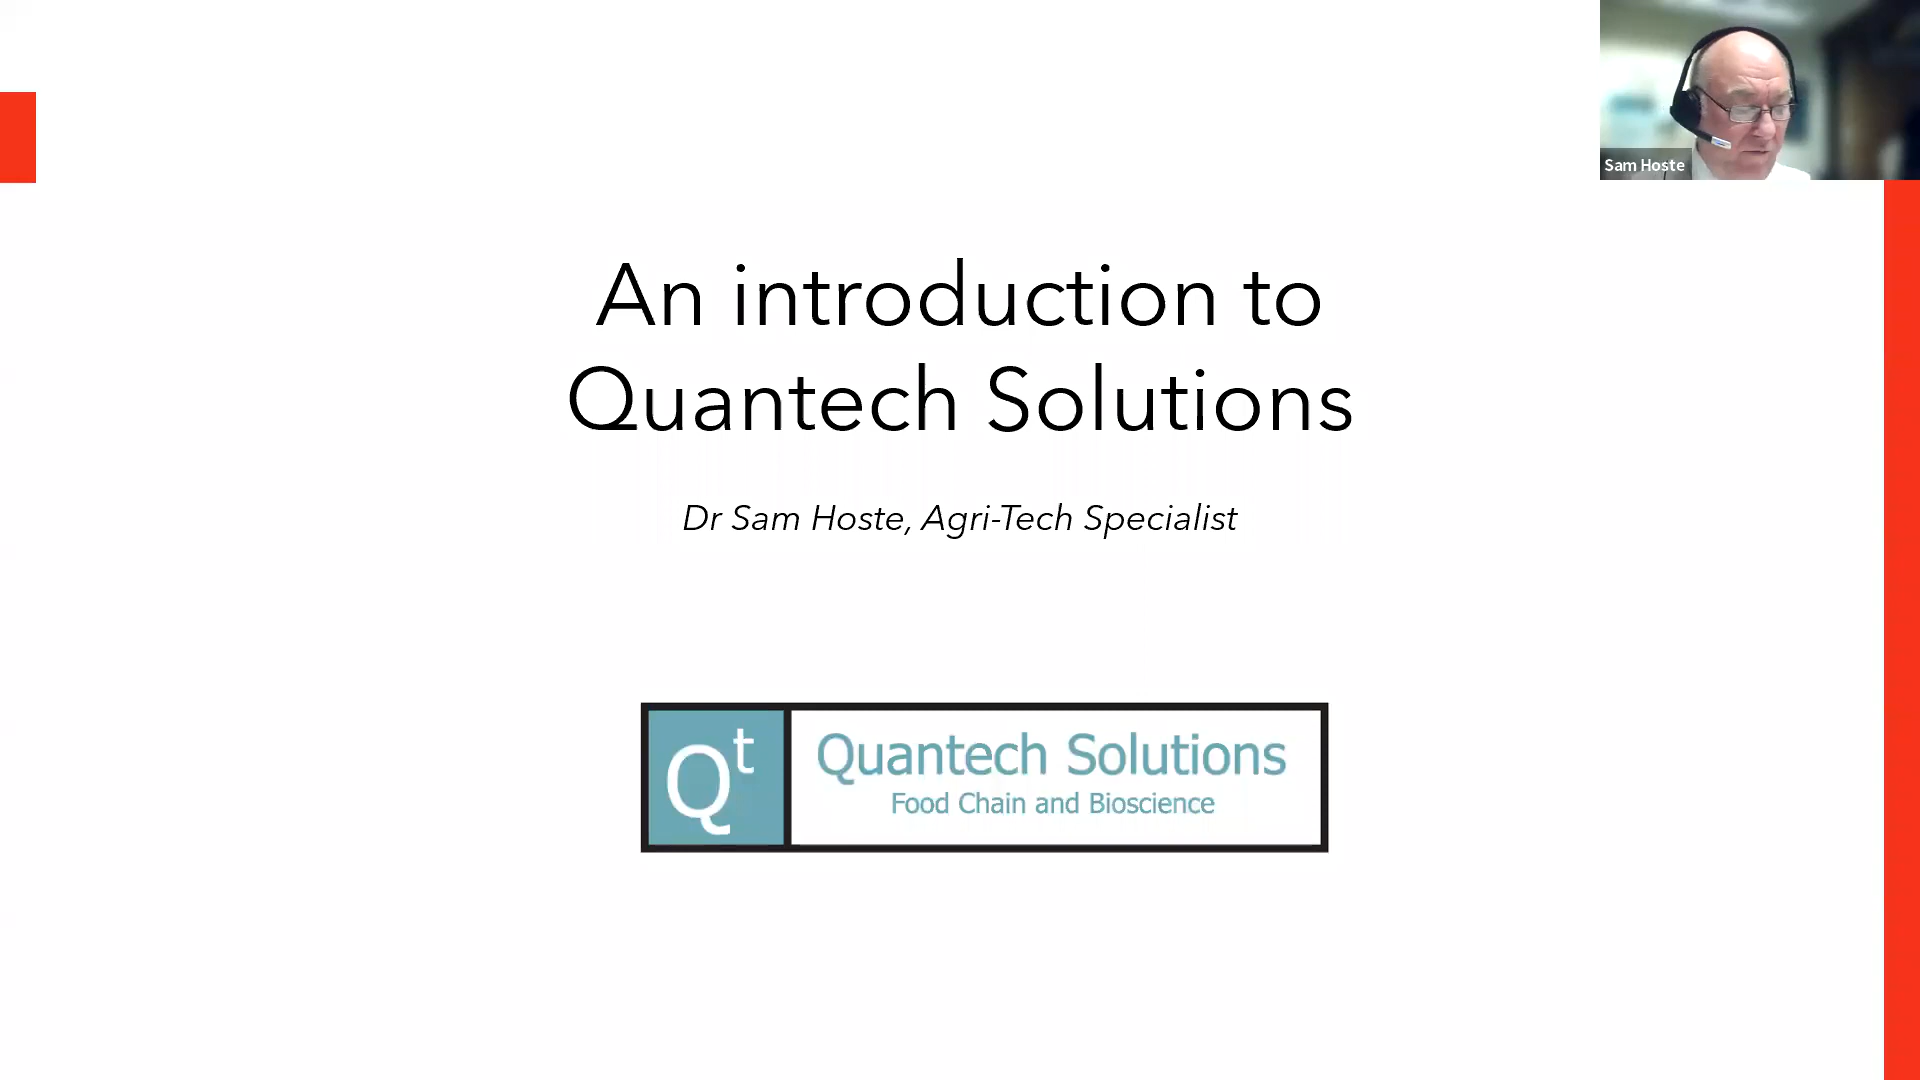 Sam Hoste
An introduction to
Quantech Solutions
Dr Sam Hoste, Agri-Tech Specialist
Qt
Quantech Solutions
Food Chain and Bioscience